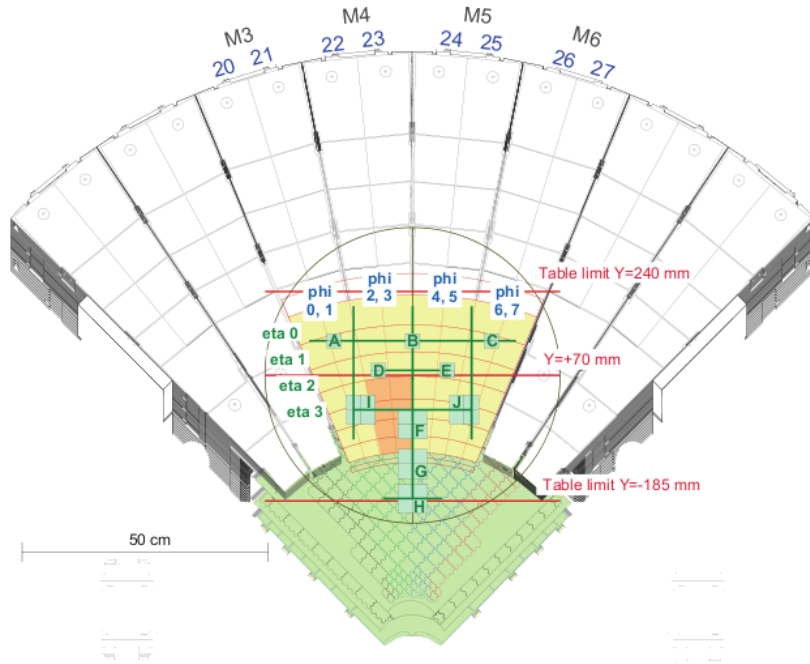 M3 M4 M5 M6
20 21 22 23 24 25 26 27
Table limit Y=240 mm
phi
0, 1
phi
2, 3
phi
4, 5
phi
6, 7
eta 0
A B C
eta 1
Y=+70 mm
D E
eta 2
eta 3
I J
F
G
Table limit Y=-185 mm
H
50 cm